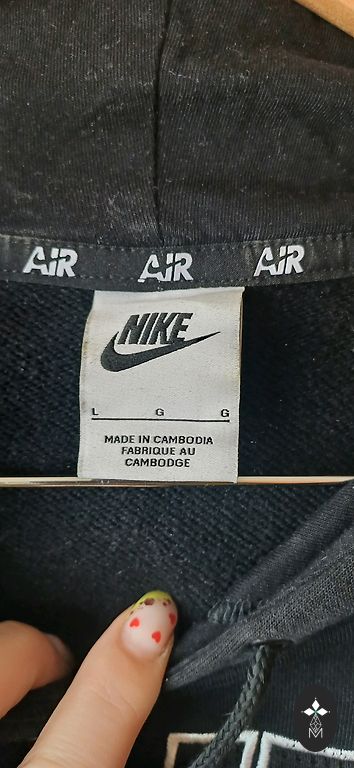 AIR AIR AIR
NIKE
L G G
MADE IN CAMBODIA
FABRIQUE AU
CAMBODGE